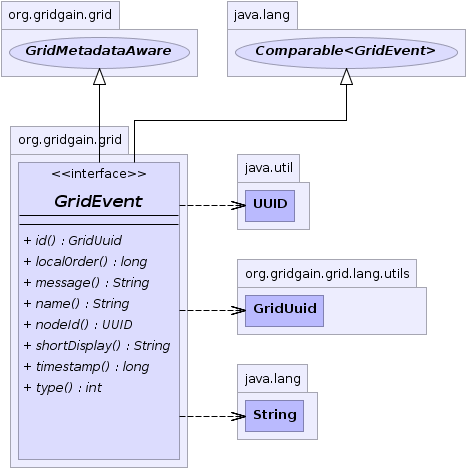 org.gridgain.grid
GridMetadataAware
java.lang
Comparable<GridEvent>
org.gridgain.grid
<<interface>>
GridEvent
+ id() : GridUuid
+ localOrder() : long
+ message() : String
+ name() : String
+ nodeId() : UUID
+ shortDisplay() : String
+ timestamp() : long
+ type() : int
java.util
UUID
org.gridgain.grid.lang.utils
GridUuid
java.lang
String